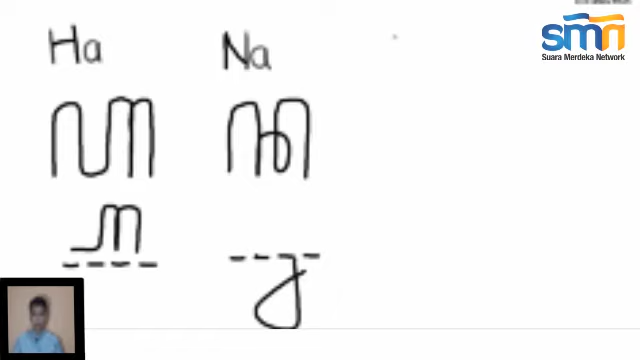 Ha Na
ꦲ ꦤ
꧀ꦲ ꧀ꦤ
smn
Suara Merdeka Network